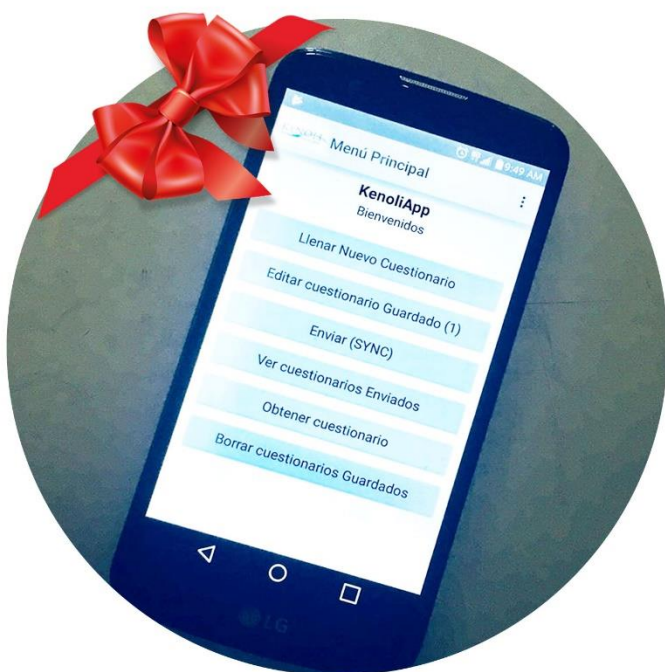 9:49 AM
Menú Principal
KenoliApp
Bienvenidos
Llenar Nuevo Cuestionario
Editar cuestionario Guardado (1)
Enviar (SYNC)
Ver cuestionarios Enviados
Obtener cuestionario
Borrar cuestionarios Guardados
LG